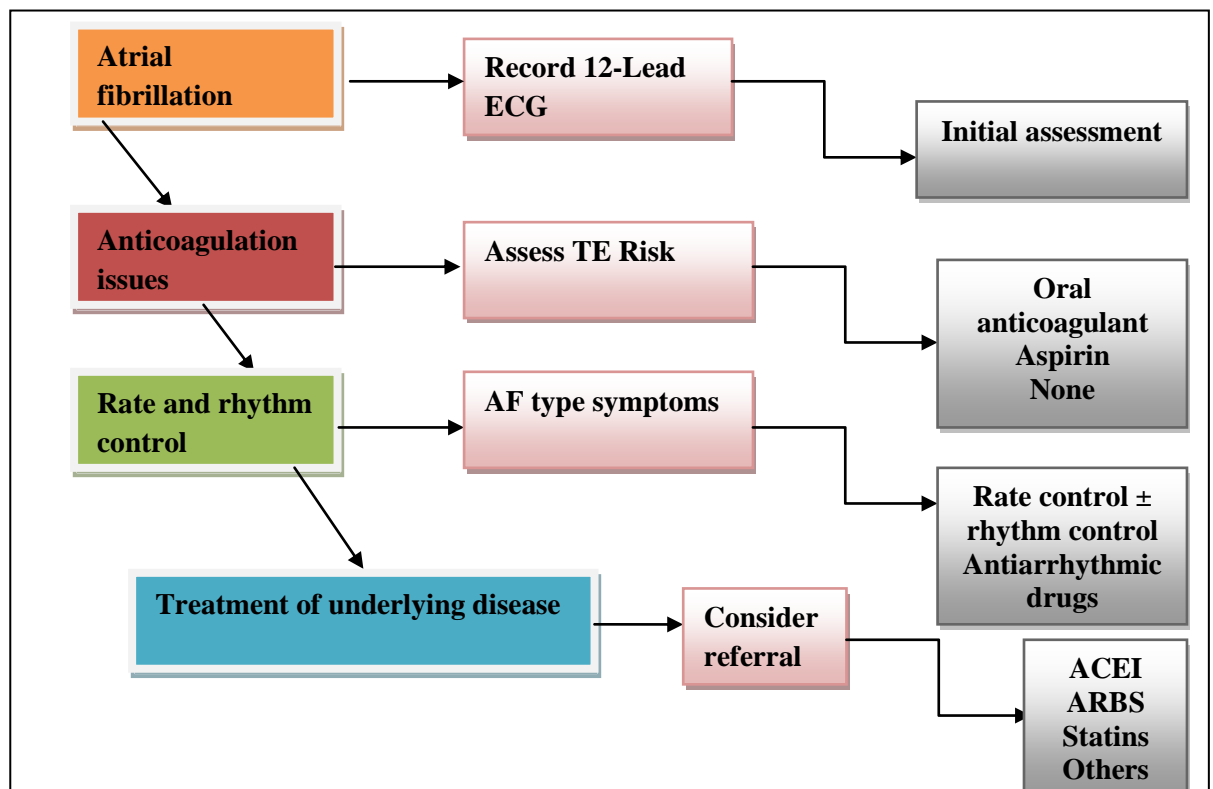 Atrial
fibrillation
Record 12-Lead
ECG
Initial assessment
Anticoagulation
issues
Assess TE Risk
Oral
anticoagulant
Aspirin
None
Rate and rhythm
control
AF type symptoms
Rate control ±
rhythm control
Antiarrhythmic
drugs
Treatment of underlying disease
Consider
referral
ACEI
ARBS
Statins
Others